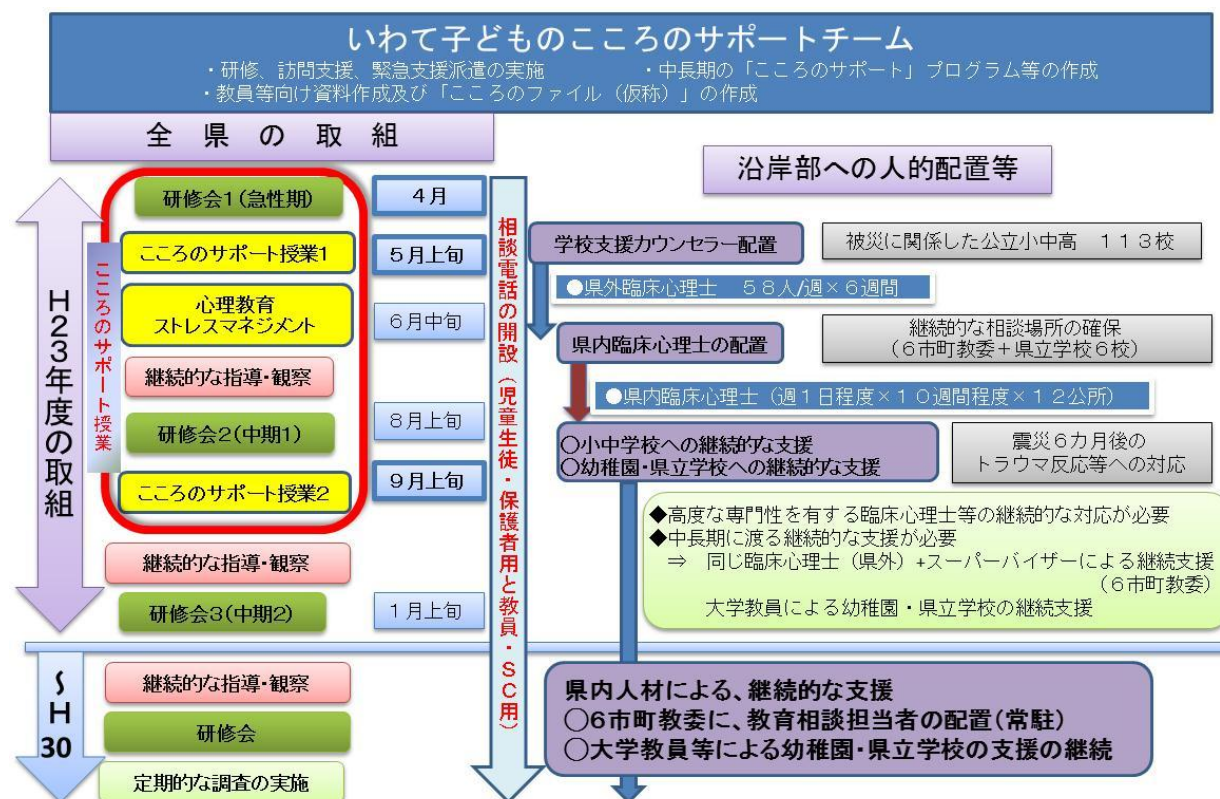 いわて子どものこころのサポートチーム
・研修、訪問支援、緊急支援派遣の実施　・中長期の「こころのサポート」プログラム等の作成
・教員等向け資料作成及び「こころのファイル（仮称）」の作成
全県の取組
H23年度の取組
こころのサポート授業
研修会1(急性期)
4月
こころのサポート授業1
5月上旬
心理教育
ストレスマネジメント
6月中旬
継続的な指導・観察
研修会2(中期1)
8月上旬
こころのサポート授業2
9月上旬
継続的な指導・観察
研修会3(中期2)
1月上旬
～H30
継続的な指導・観察
研修会
定期的な調査の実施
相談電話の開設（児童生徒・保護者用と教員・SC用）
沿岸部への人的配置等
学校支援カウンセラー配置
被災に関係した公立小中高　１１３校
●県外臨床心理士　５８人/週×６週間
県内臨床心理士の配置
継続的な相談場所の確保
（６市町教委＋県立学校６校）
●県内臨床心理士（週１日程度×１０週間程度×１２公所）
○小中学校への継続的な支援
○幼稚園・県立学校への継続的な支援
震災６カ月後の
トラウマ反応等への対応
◆高度な専門性を有する臨床心理士等の継続的な対応が必要
◆中長期に渡る継続的な支援が必要
⇒　同じ臨床心理士（県外）+スーパーバイザーによる継続支援
（６市町教委）
大学教員による幼稚園・県立学校の継続支援
県内人材による、継続的な支援
○6市町教委に、教育相談担当者の配置(常駐)
○大学教員等による幼稚園・県立学校の支援の継続